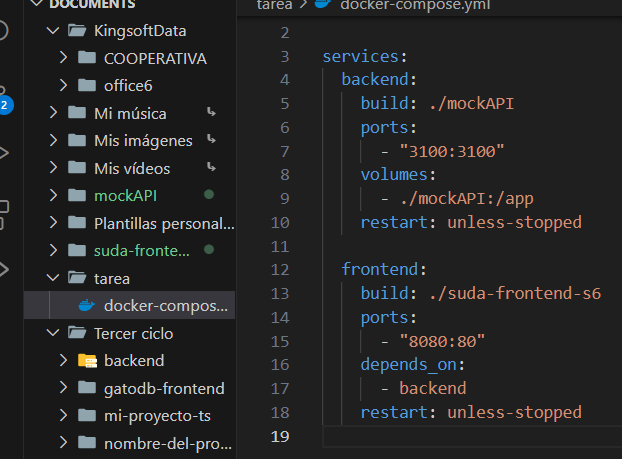 DOCUMENTS
KingsoftData
COOPERATIVA
office6
Mi música
Mis imágenes
Mis vídeos
mockAPI
Plantillas personal...
suda-fronte...
tarea
docker-compos...
Tercer ciclo
backend
gatodb-frontend
mi-proyecto-ts
nombre-del-pro...
2
tarea > docker-compose.yml
2
3 services:
4 backend:
5 build: ./mockAPI
6 ports:
7 - "3100:3100"
8 volumes:
9 - ./mockAPI:/app
10 restart: unless-stopped
11
12 frontend:
13 build: ./suda-frontend-s6
14 ports:
15 - "8080:80"
16 depends_on:
17 - backend
18 restart: unless-stopped
19